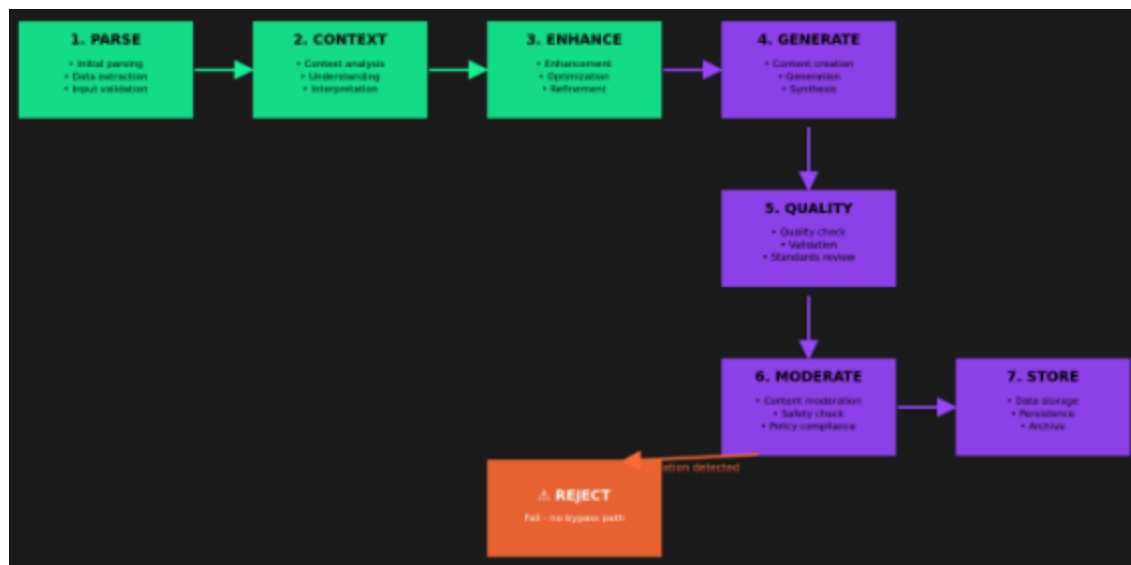 1. PARSE
• Initial parsing
• Data extraction
• Input validation
2. CONTEXT
• Context analysis
• Understanding
• Interpretation
3. ENHANCE
• Enhancement
• Optimization
• Refinement
4. GENERATE
• Content creation
• Generation
• Synthesis
5. QUALITY
• Quality check
• Validation
• Standards review
6. MODERATE
• Content moderation
• Safety check
• Policy compliance
7. STORE
• Data storage
• Persistence
• Archive
detected
⚠ REJECT
Fail - no bypass path